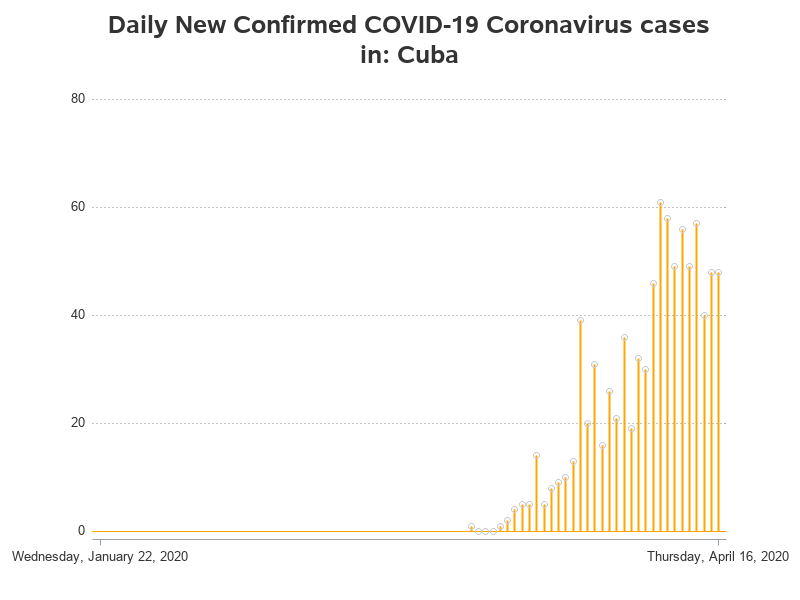 Daily New Confirmed COVID-19 Coronavirus cases
in: Cuba
80
60
40
20
0
Wednesday, January 22, 2020
Thursday, April 16, 2020